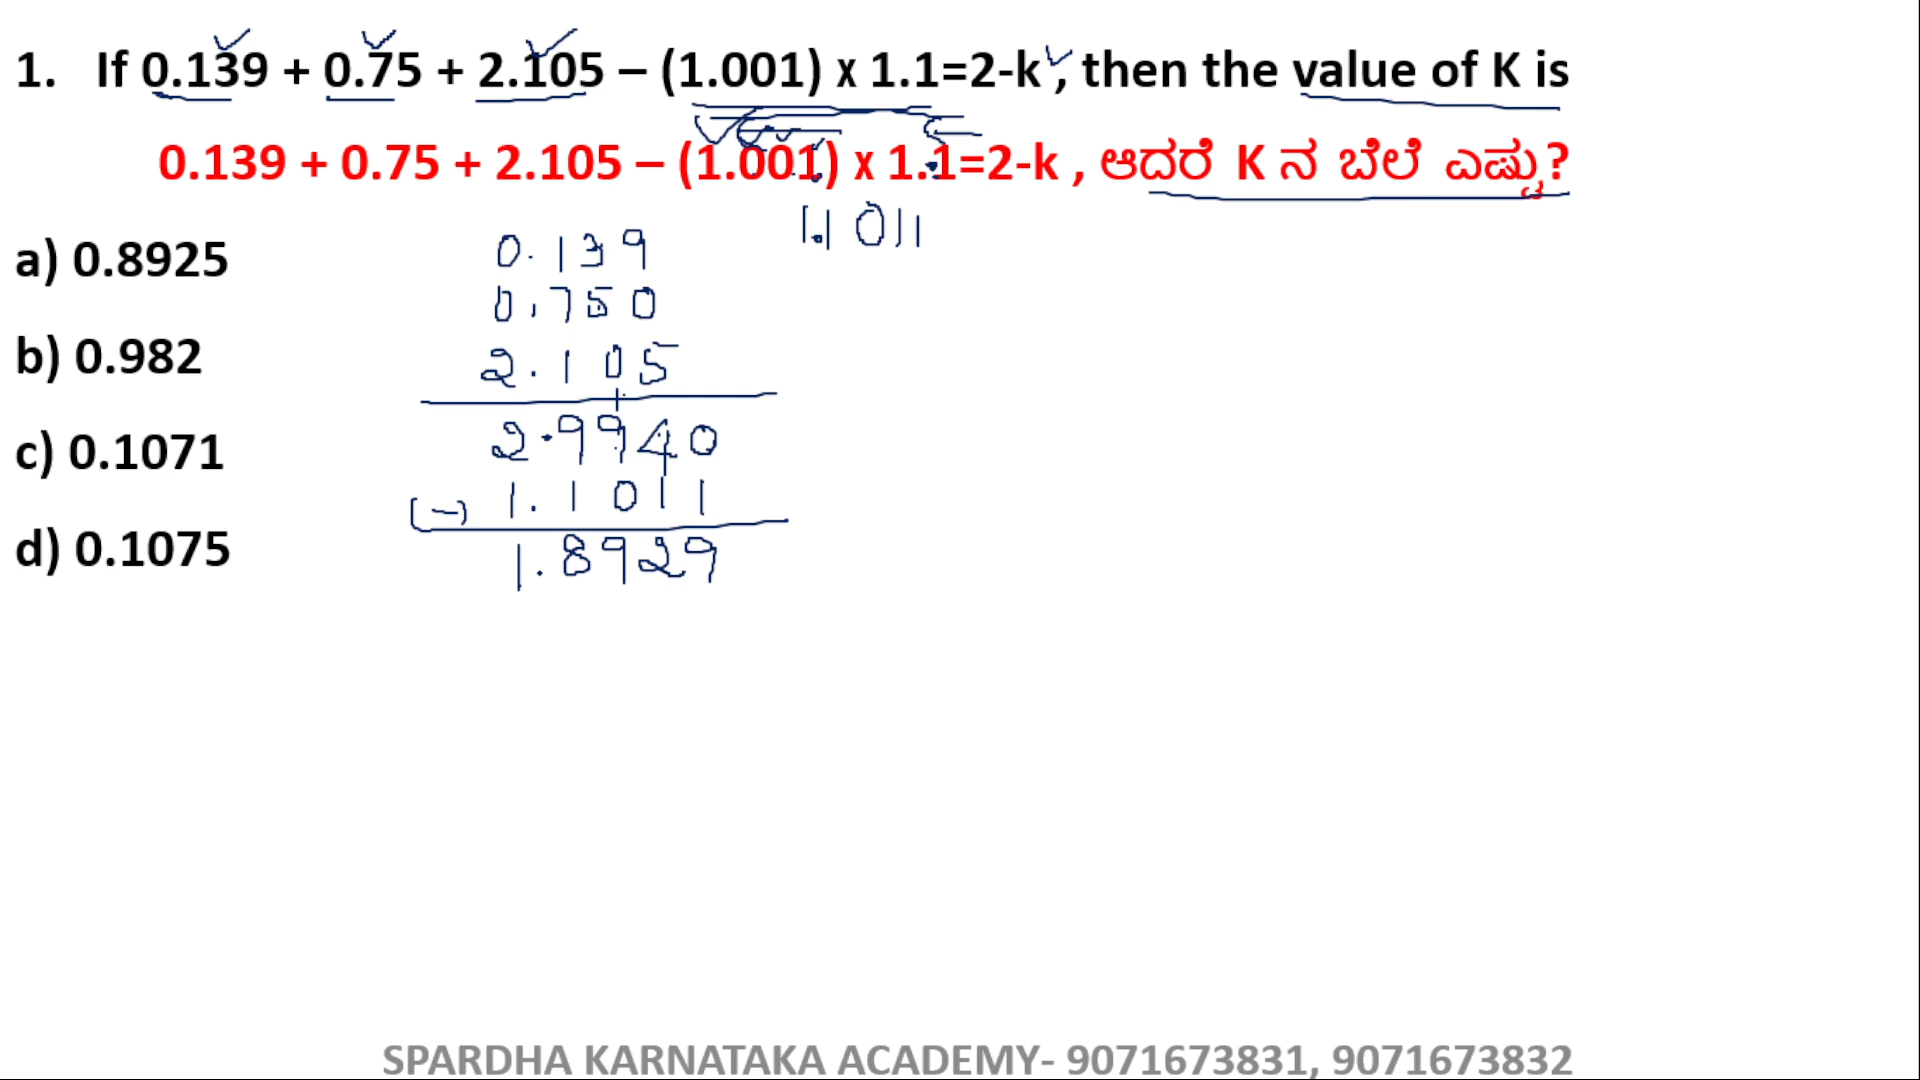 1. If 0.139 + 0.75 + 2.105 – (1.001) x 1.1=2-k , then the value of K is
0.139 + 0.75 + 2.105 – (1.001) x 1.1=2-k , ಆದರೆ K ನ ಬೆಲೆ ಎಷ್ಟು?
1.1011
a) 0.8925
0.139
0.750
b) 0.982
2.105
2.9940
c) 0.1071
(-) 1.1011
d) 0.1075
1.8929
SPARDHA KARNATAKA ACADEMY- 9071673831, 9071673832